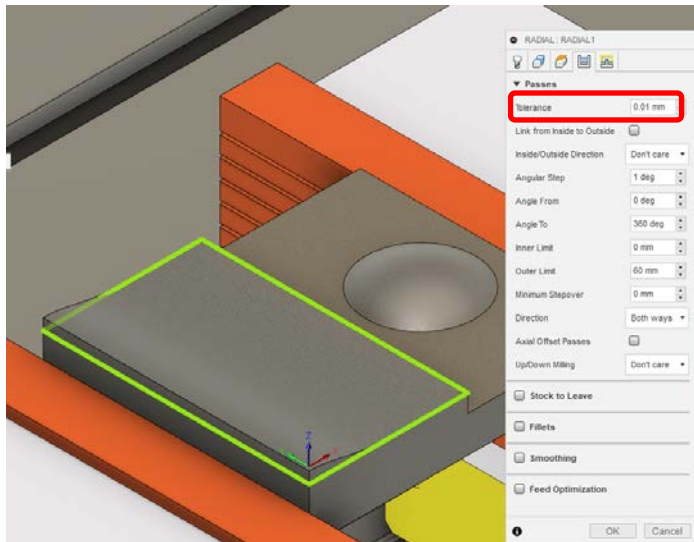 RADIAL : RADIAL1
Passes
Tolerance 0.01 mm
Link from Inside to Outside
Inside/Outside Direction Don't care
Angular Step 1 deg
Angle From 0 deg
Angle To 360 deg
Inner Limit 0 mm
Outer Limit 60 mm
Minimum Stepover 0 mm
Direction Both ways
Axial Offset Passes
Up/Down Milling Don't care
Stock to Leave
Fillets
Smoothing
Feed Optimization
OK Cancel
Z